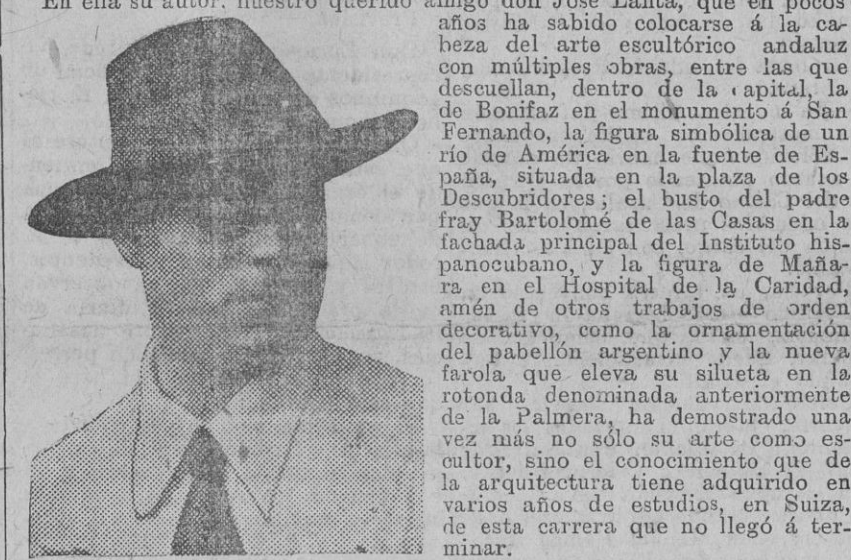 En ella su autor, nuestro querido amigo don José Lafita, que en pocos
años ha sabido colocarse á la ca-
beza del arte escultórico andaluz
con múltiples obras, entre las que
descuellan, dentro de la capital, la
de Bonifaz en el monumento á San
Fernando, la figura simbólica de un
río de América en la fuente de Es-
paña, situada en la plaza de los
Descubridores; el busto del padre
fray Bartolomé de las Casas en la
fachada principal del Instituto his-
panocubano, y la figura de Maña-
ra en el Hospital de la Caridad,
amén de otros trabajos de orden
decorativo, como la ornamentación
del pabellón argentino y la nueva
farola que eleva su silueta en la
rotonda denominada anteriormente
de la Palmera, ha demostrado una
vez más no sólo su arte como es-
cultor, sino el conocimiento que de
la arquitectura tiene adquirido en
varios años de estudios, en Suiza,
de esta carrera que no llegó á ter-
minar.